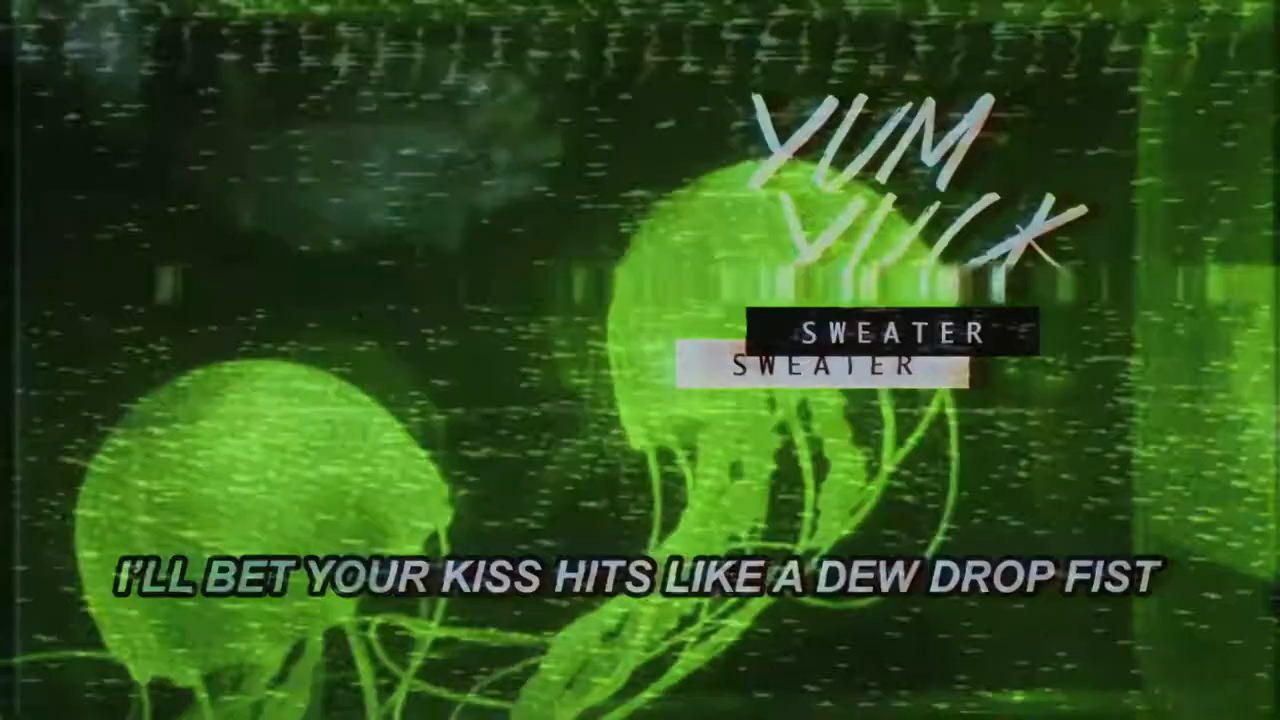 YUM
YUCK
SWEATER
SWEATER
I'LL BET YOUR KISS HITS LIKE A DEW DROP FIST